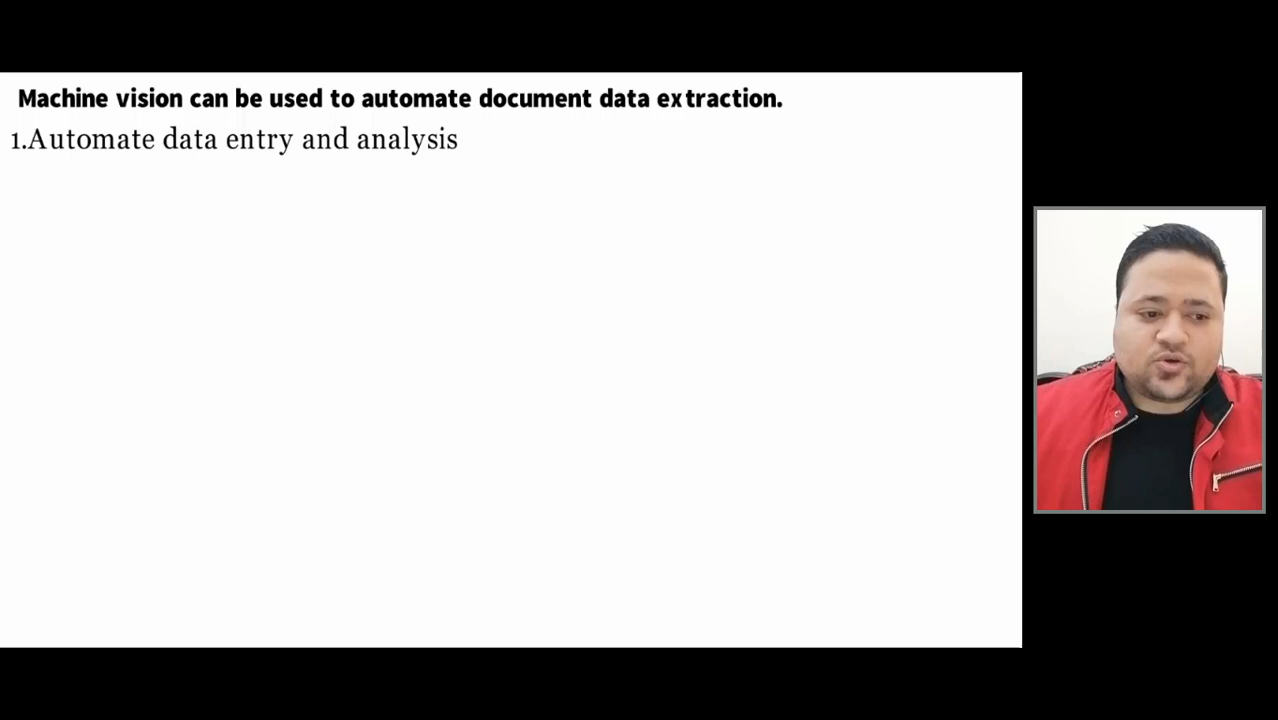 Machine vision can be used to automate document data extraction.
1.Automate data entry and analysis